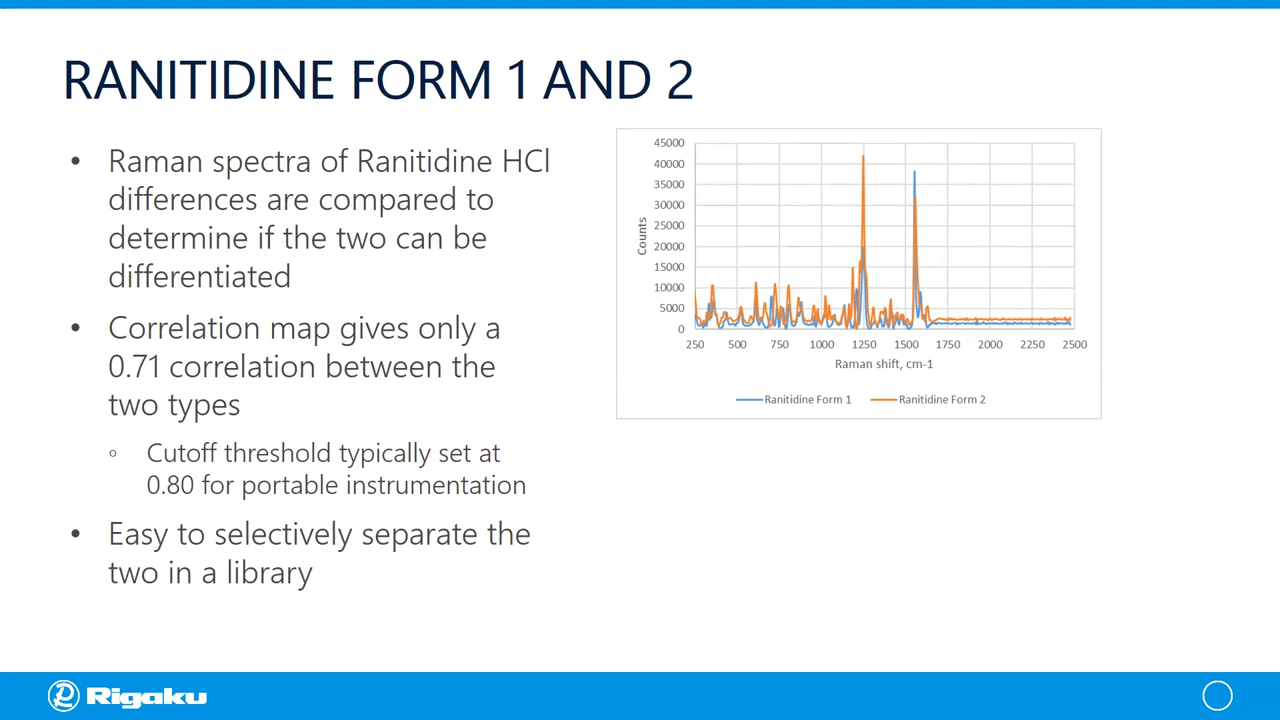 RANITIDINE FORM 1 AND 2
• Raman spectra of Ranitidine HCl
differences are compared to
determine if the two can be
differentiated
• Correlation map gives only a
0.71 correlation between the
two types
◦ Cutoff threshold typically set at
0.80 for portable instrumentation
• Easy to selectively separate the
two in a library
45000
40000
35000
30000
25000
20000
15000
10000
5000
0
Counts
250 500 750 1000 1250 1500 1750 2000 2250 2500
Raman shift, cm-1
Ranitidine Form 1 Ranitidine Form 2
Rigaku